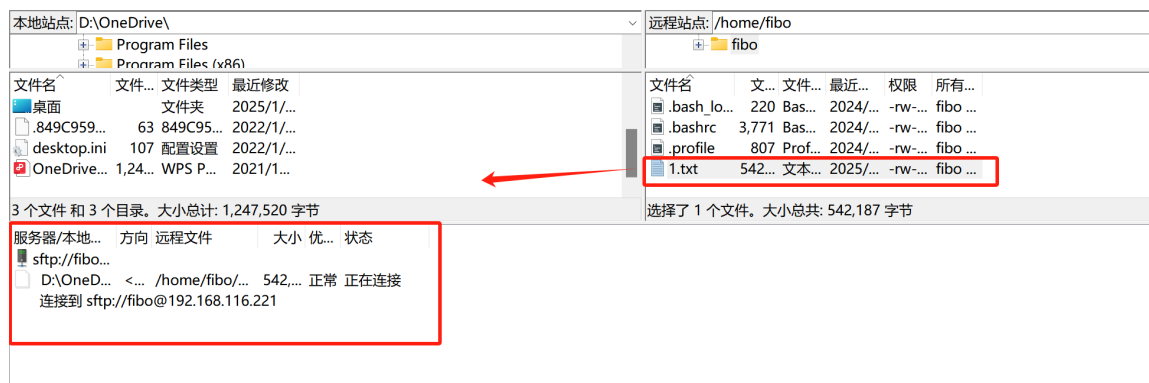 本地站点: D:\OneDrive\
Program Files
Program Files (x86)
文件名 文件... 文件类型 最近修改
桌面 文件夹 2025/1/...
.849C959... 63 849C95... 2022/1/...
desktop.ini 107 配置设置 2022/1/...
OneDrive... 1,24... WPS P... 2021/1...
3 个文件 和 3 个目录。大小总计: 1,247,520 字节
远程站点: /home/fibo
fibo
文件名 文... 文件... 最近... 权限 所有...
.bash_lo... 220 Bas... 2024/... -rw-... fibo ...
.bashrc 3,771 Bas... 2024/... -rw-... fibo ...
.profile 807 Prof... 2024/... -rw-... fibo ...
1.txt 542... 文本... 2025/... -rw-... fibo ...
选择了 1 个文件。大小总共: 542,187 字节
服务器/本地... 方向 远程文件 大小 优... 状态
sftp://fibo...
D:\OneD... <... /home/fibo/... 542,... 正常 正在连接
连接到 sftp://fibo@192.168.116.221